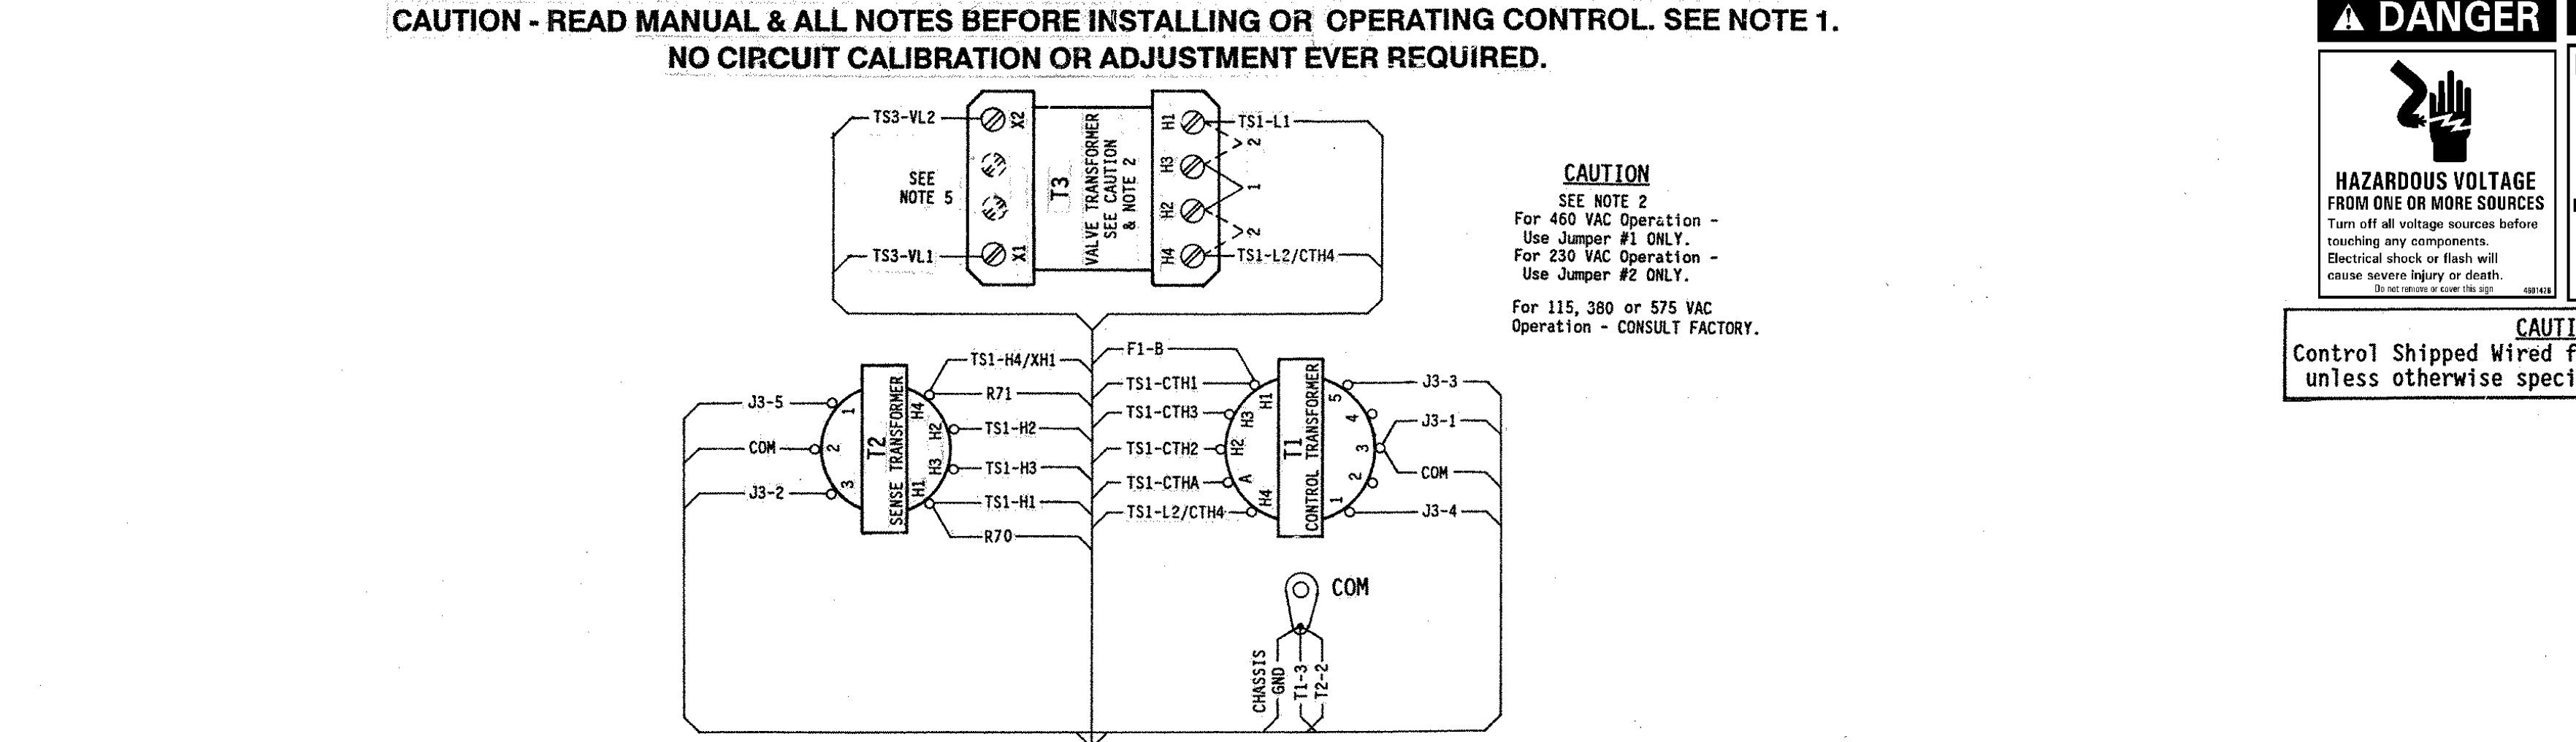 CAUTION - READ MANUAL & ALL NOTES BEFORE INSTALLING OR OPERATING CONTROL. SEE NOTE 1.
NO CIRCUIT CALIBRATION OR ADJUSTMENT EVER REQUIRED.
TS3-VL2
X2
SEE
NOTE 5
TS3-VL1
X1
T3
VALVE TRANSFORMER
SEE CAUTION
& NOTE 2
H1
H3
H2
H4
TS1-L1
2
1
2
TS1-L2/CTH4
CAUTION
SEE NOTE 2
For 460 VAC Operation -
Use Jumper #1 ONLY.
For 230 VAC Operation -
Use Jumper #2 ONLY.
For 115, 380 or 575 VAC
Operation - CONSULT FACTORY.
DANGER
HAZARDOUS VOLTAGE
FROM ONE OR MORE SOURCES
Turn off all voltage sources before
touching any components.
Electrical shock or flash will
cause severe injury or death.
Do not remove or cover this sign
CAUTI
Control Shipped Wired f
unless otherwise speci
J3-5
COM
J3-2
1
2
3
T2
SENSE TRANSFORMER
H4
H2
H3
H1
TS1-H4/XH1
R71
TS1-H2
TS1-H3
TS1-H1
R70
F1-B
TS1-CTH1
TS1-CTH3
TS1-CTH2
TS1-CTHA
TS1-L2/CTH4
H1
H3
H2
A
H4
T1
CONTROL TRANSFORMER
5
4
3
2
1
J3-3
J3-1
COM
J3-4
COM
CHASSIS
GND
T1-3
T2-2